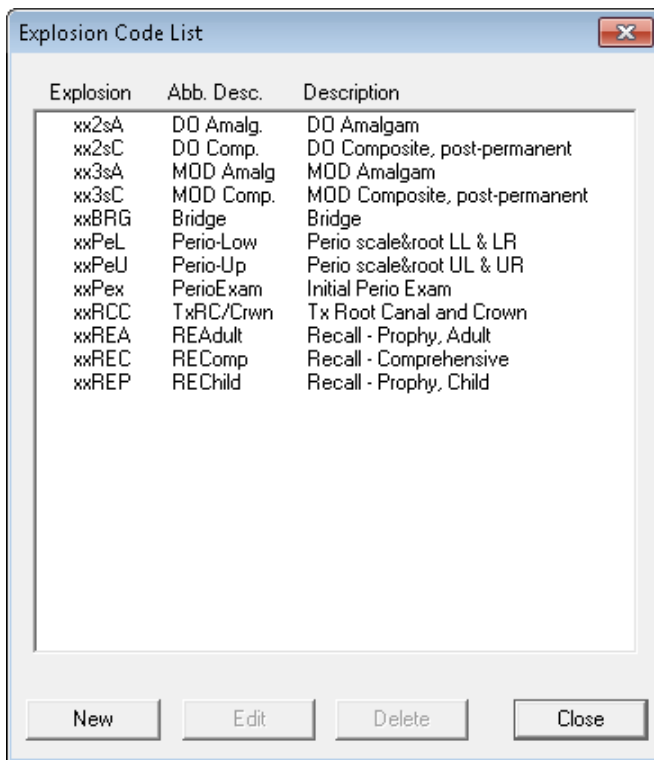 Explosion Code List
Explosion Abb. Desc. Description
xx2sA DO Amalg. DO Amalgam
xx2sC DO Comp. DO Composite, post-permanent
xx3sA MOD Amalg MOD Amalgam
xx3sC MOD Comp. MOD Composite, post-permanent
xxBRG Bridge Bridge
xxPeL Perio-Low Perio scale&root LL & LR
xxPeU Perio-Up Perio scale&root UL & UR
xxPex PerioExam Initial Perio Exam
xxRCC TxRC/Crwn Tx Root Canal and Crown
xxREA REAdult Recall - Prophy, Adult
xxREC REComp Recall - Comprehensive
xxREP REChild Recall - Prophy, Child
New Edit Delete Close